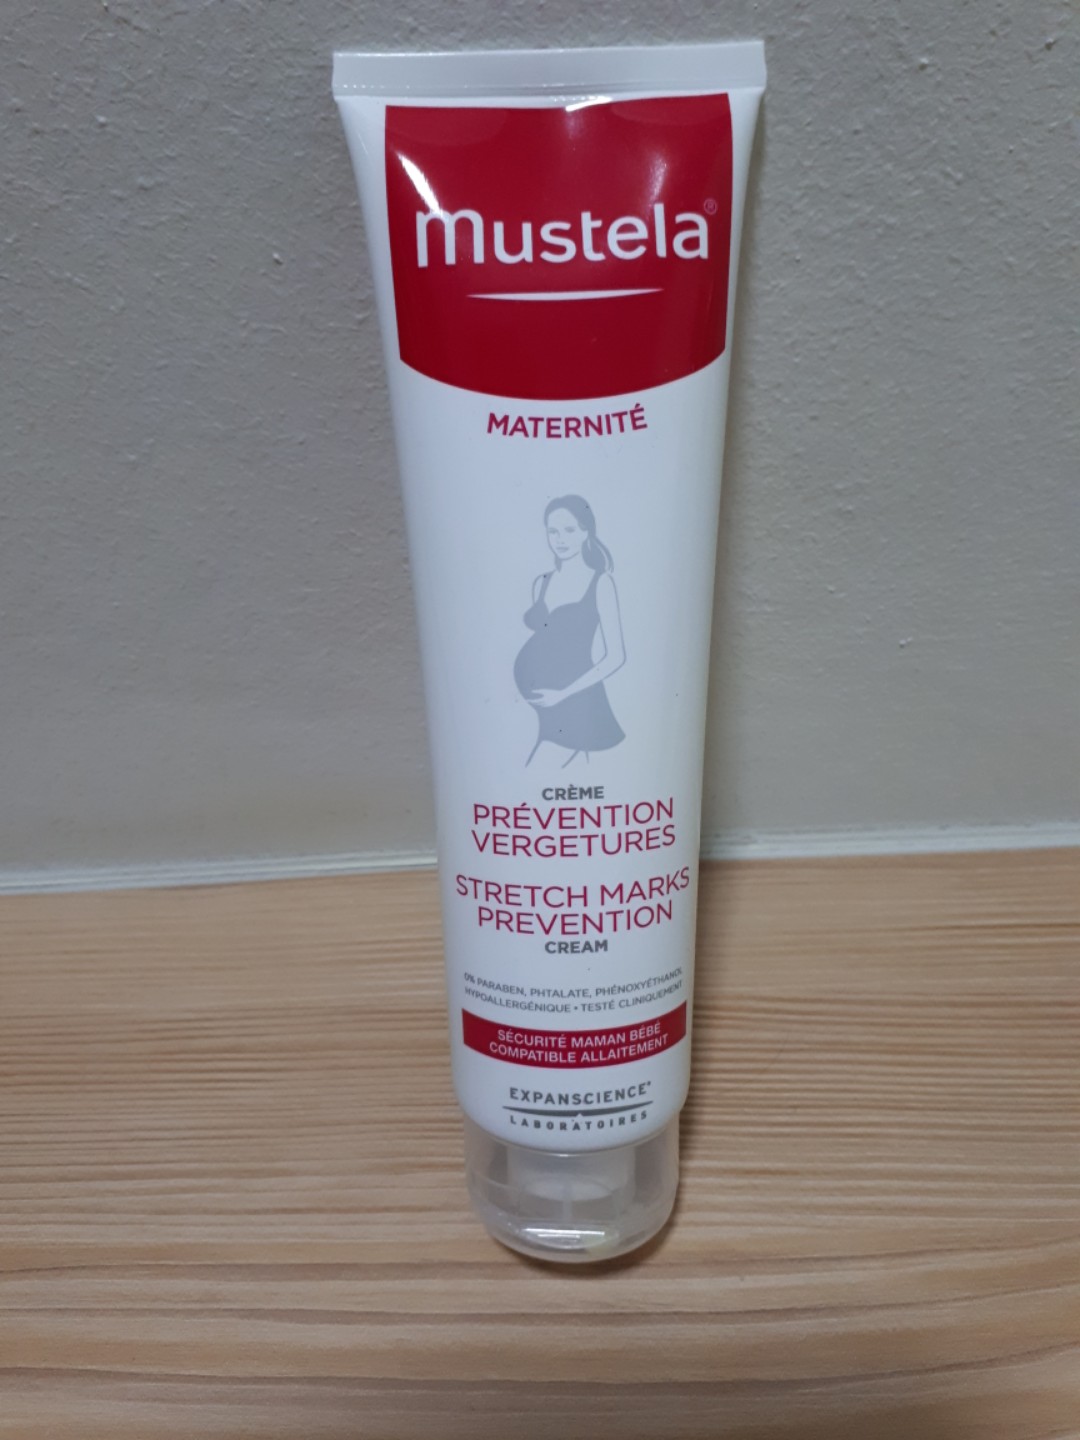 mustela®
MATERNITÉ
CRÈME
PRÉVENTION
VERGETURES
STRETCH MARKS
PREVENTION
CREAM
0% PARABEN, PHTALATE, PHÉNOXYÉTHANOL
HYPOALLERGÉNIQUE • TESTÉ CLINIQUEMENT
SÉCURITÉ MAMAN BÉBÉ
COMPATIBLE ALLAITEMENT
EXPANSCIENCE®
LABORATOIRES